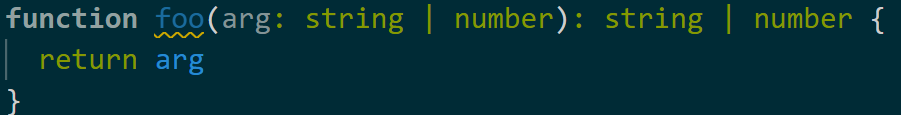 function foo(arg: string | number): string | number {
  return arg
}